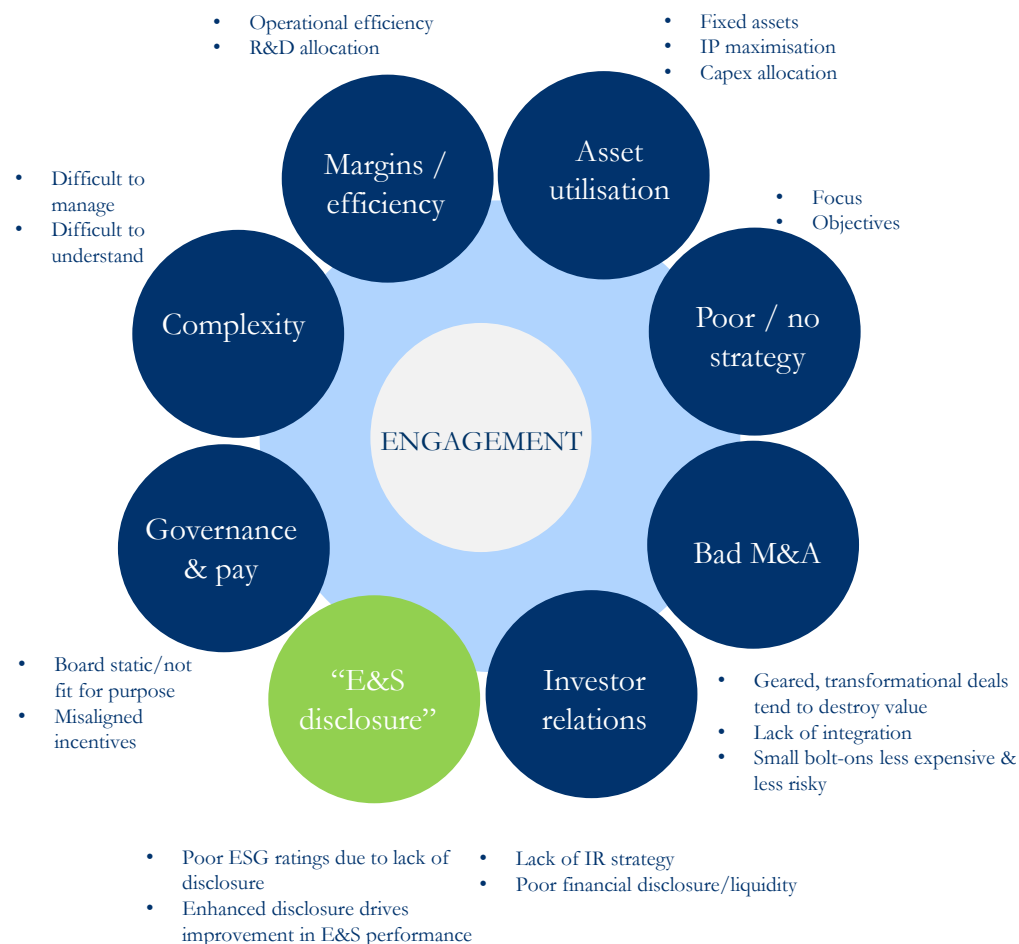 • Operational efficiency
• R&D allocation
• Fixed assets
• IP maximisation
• Capex allocation
Margins /
efficiency
Asset
utilisation
• Difficult to
manage
• Difficult to
understand
• Focus
• Objectives
Complexity
Poor / no
strategy
ENGAGEMENT
Governance
& pay
Bad M&A
• Board static/not
fit for purpose
• Misaligned
incentives
“E&S
disclosure”
Investor
relations
• Geared, transformational deals
tend to destroy value
• Lack of integration
• Small bolt-ons less expensive &
less risky
• Poor ESG ratings due to lack of
disclosure
• Enhanced disclosure drives
improvement in E&S performance
• Lack of IR strategy
• Poor financial disclosure/liquidity